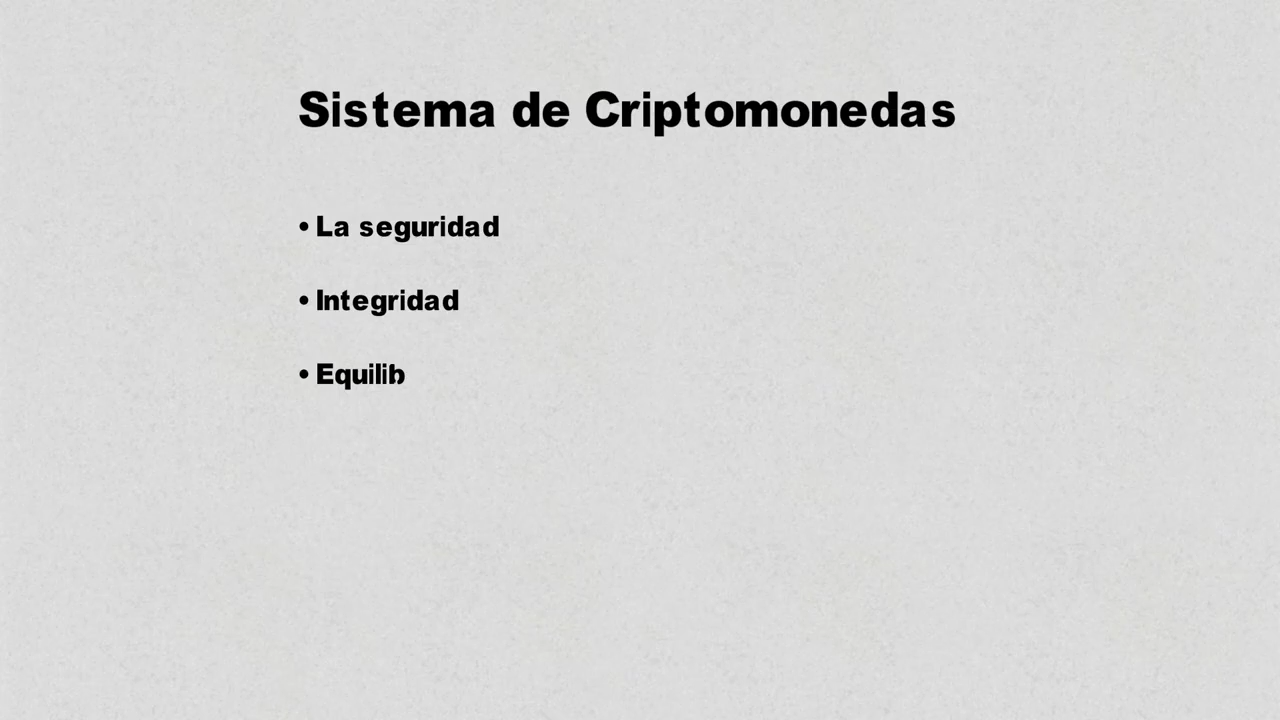 Sistema de Criptomonedas
• La seguridad
• Integridad
• Equilib